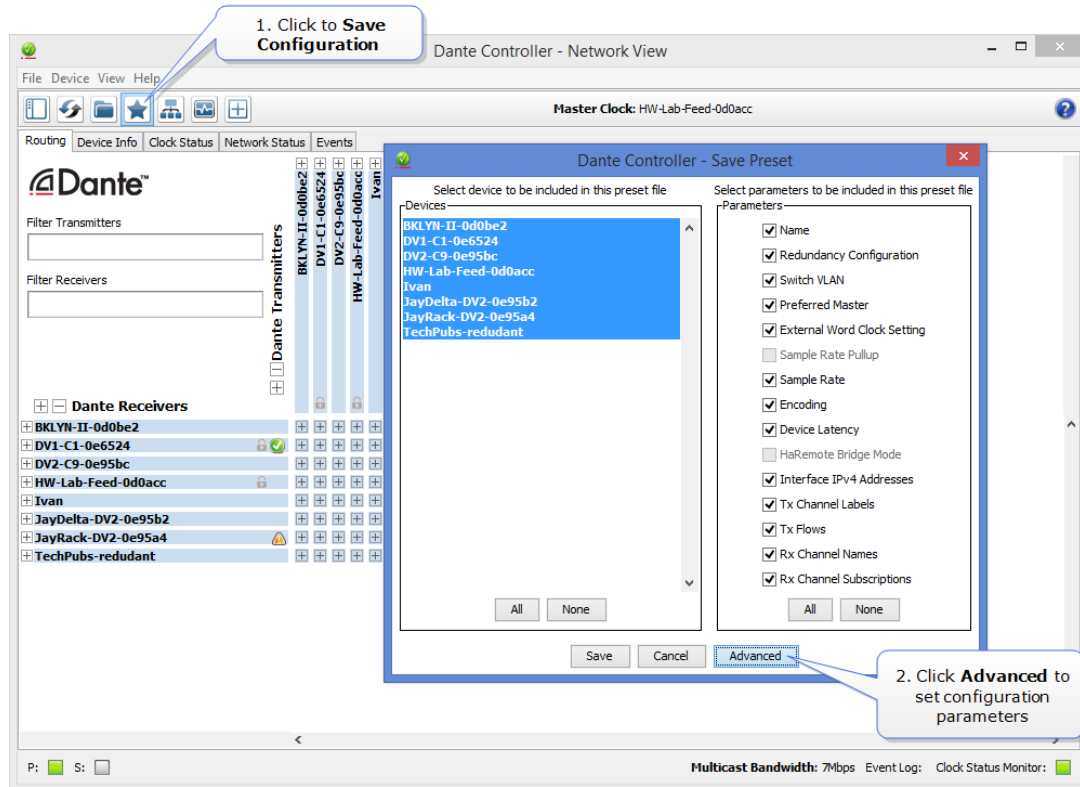 1. Click to Save
Configuration
Dante Controller - Network View
File Device View Help
Master Clock: HW-Lab-Feed-0d0acc
Routing Device Info Clock Status Network Status Events
Dante™
Filter Transmitters
Filter Receivers
Dante Transmitters
BKLYN-II-0d0be2
DV1-C1-0e6524
DV2-C9-0e95bc
HW-Lab-Feed-0d0acc
Ivan
Dante Receivers
BKLYN-II-0d0be2
DV1-C1-0e6524
DV2-C9-0e95bc
HW-Lab-Feed-0d0acc
Ivan
JayDelta-DV2-0e95b2
JayRack-DV2-0e95a4
TechPubs-redudant
Dante Controller - Save Preset
Select device to be included in this preset file
Devices
BKLYN-II-0d0be2
DV1-C1-0e6524
DV2-C9-0e95bc
HW-Lab-Feed-0d0acc
Ivan
JayDelta-DV2-0e95b2
JayRack-DV2-0e95a4
TechPubs-redudant
All None
Select parameters to be included in this preset file
Parameters
Name
Redundancy Configuration
Switch VLAN
Preferred Master
External Word Clock Setting
Sample Rate Pullup
Sample Rate
Encoding
Device Latency
HaRemote Bridge Mode
Interface IPv4 Addresses
Tx Channel Labels
Tx Flows
Rx Channel Names
Rx Channel Subscriptions
All None
Save Cancel Advanced
2. Click Advanced to
set configuration
parameters
P: S: Multicast Bandwidth: 7Mbps Event Log: Clock Status Monitor: